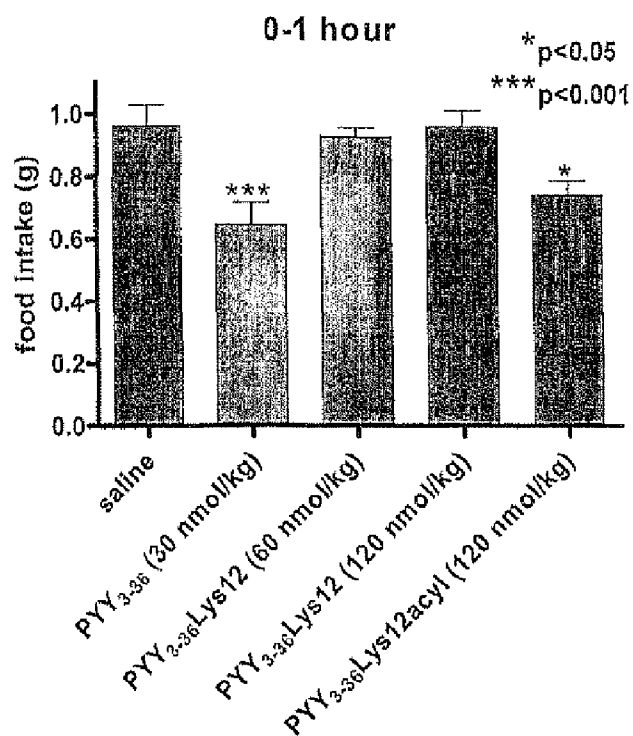 0-1 hour
*p<0.05
***p<0.001
food intake (g)
1.0
0.8
0.6
0.4
0.2
0.0
***
*
saline
PYY3-36 (30 nmol/kg)
PYY3-36Lys12 (60 nmol/kg)
PYY3-36Lys12 (120 nmol/kg)
PYY3-36Lys12acyl (120 nmol/kg)